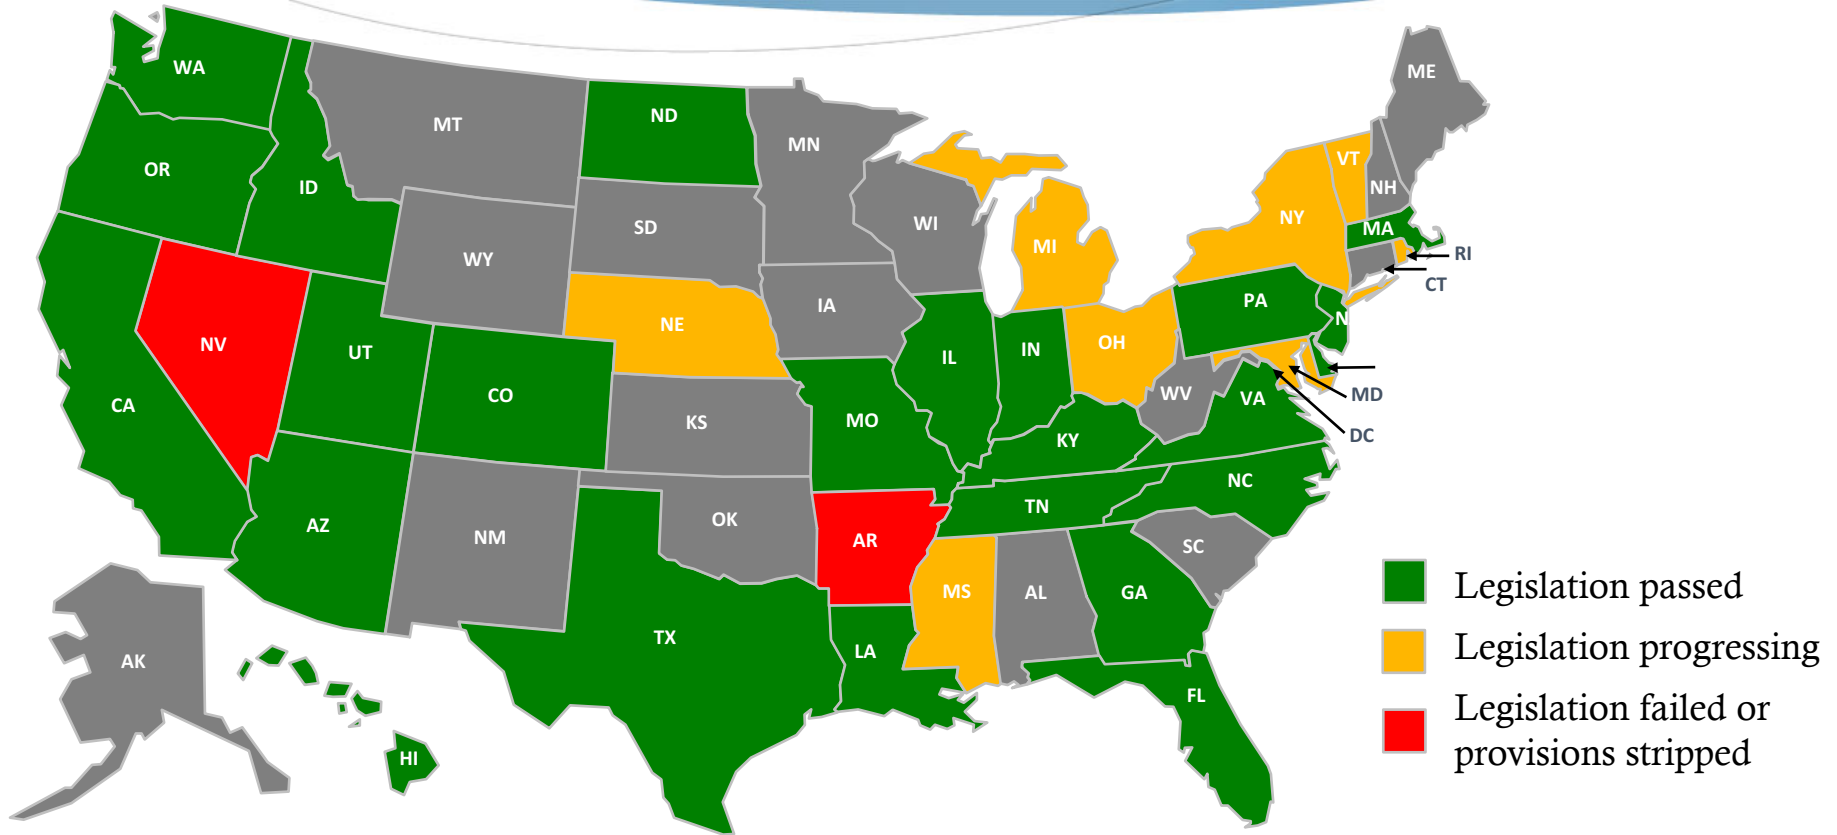 WA
ME
ND
MT
MN
VT
OR
ID
NH
NY
WI
SD
MA
MI
RI
WY
CT
PA
IA
N
NE
OH
NV
IN
UT
IL
WV
MD
CO
VA
CA
MO
KS
DC
KY
NC
TN
OK
AZ
NM
AR
SC
Legislation passed
MS
AL
GA
TX
LA
Legislation progressing
AK
FL
Legislation failed or
provisions stripped
HI